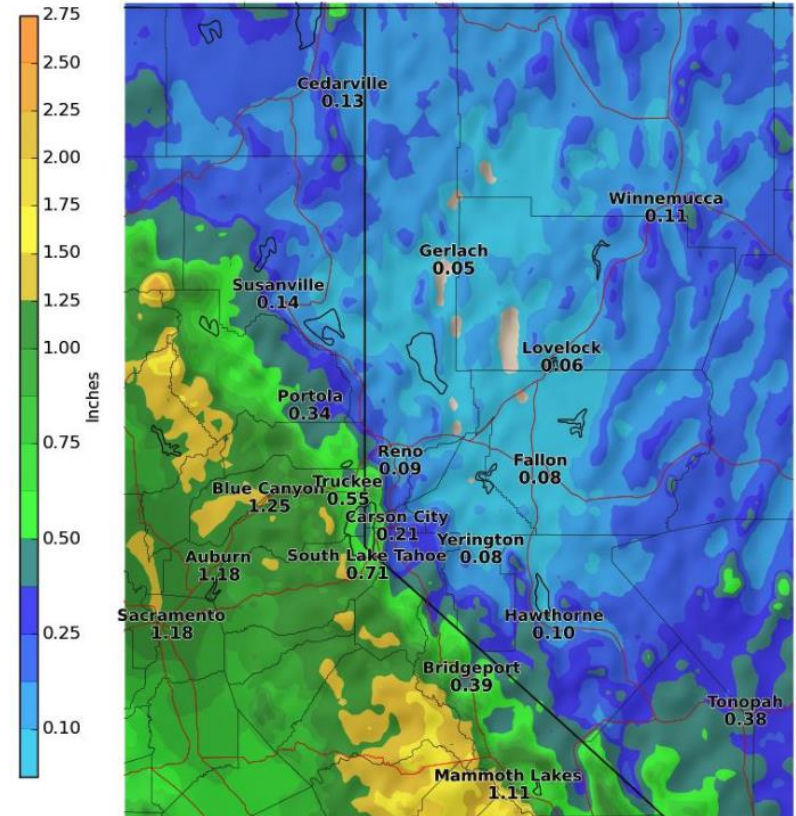 2.75
2.50
2.25
2.00
1.75
1.50
1.25
1.00
0.75
0.50
0.25
0.10
Inches
Cedarville
0.13
Winnemucca
0.11
Gerlach
0.05
Susanville
0.14
Lovelock
0.06
Portola
0.34
Reno
0.09
Fallon
0.08
Truckee
0.55
Blue Canyon
1.25
Carson City
0.21
Yerington
0.08
South Lake Tahoe
0.71
Auburn
1.18
Sacramento
1.18
Hawthorne
0.10
Bridgeport
0.39
Tonopah
0.38
Mammoth Lakes
1.11